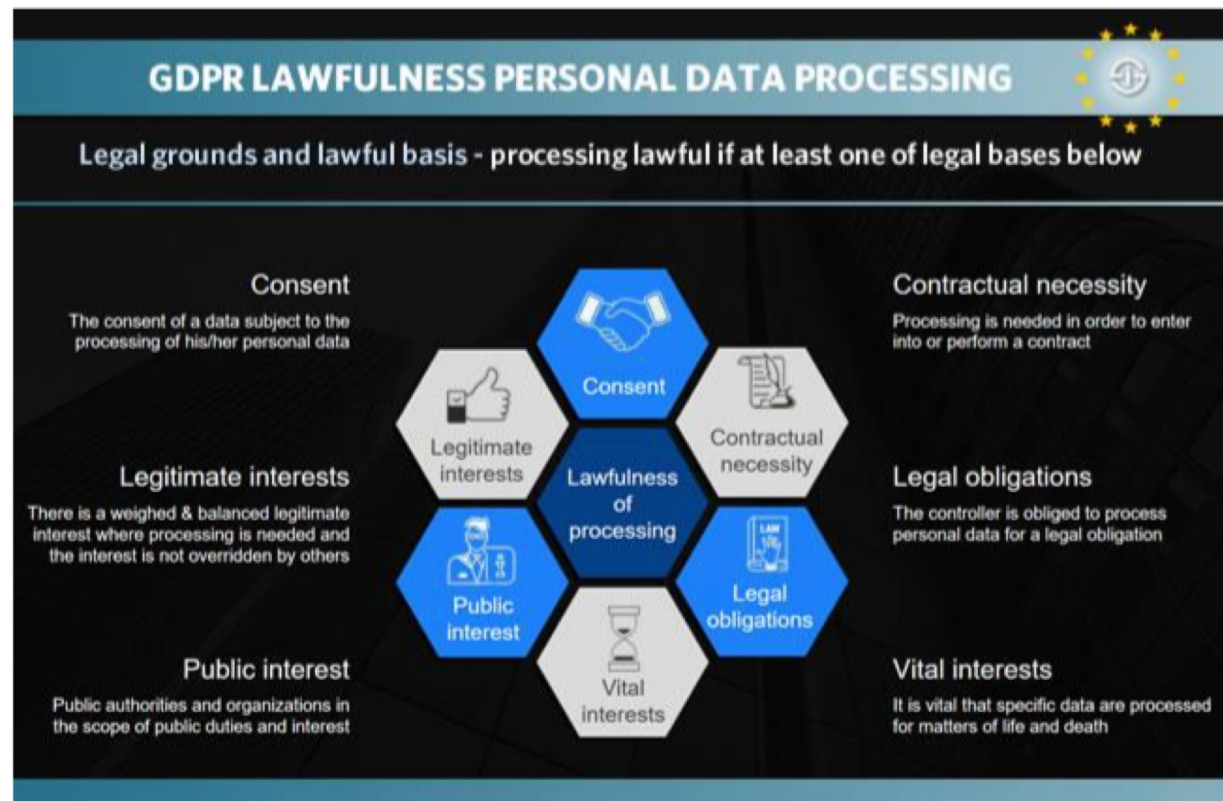 GDPR LAWFULNESS PERSONAL DATA PROCESSING
Legal grounds and lawful basis - processing lawful if at least one of legal bases below
Consent
The consent of a data subject to the
processing of his/her personal data
Legitimate interests
There is a weighed & balanced legitimate
interest where processing is needed and
the interest is not overridden by others
Public interest
Public authorities and organizations in
the scope of public duties and interest
Consent
Legitimate
interests
Contractual
necessity
Lawfulness
of
processing
Public
interest
LAW
Legal
obligations
Vital
interests
Contractual necessity
Processing is needed in order to enter
into or perform a contract
Legal obligations
The controller is obliged to process
personal data for a legal obligation
Vital interests
It is vital that specific data are processed
for matters of life and death